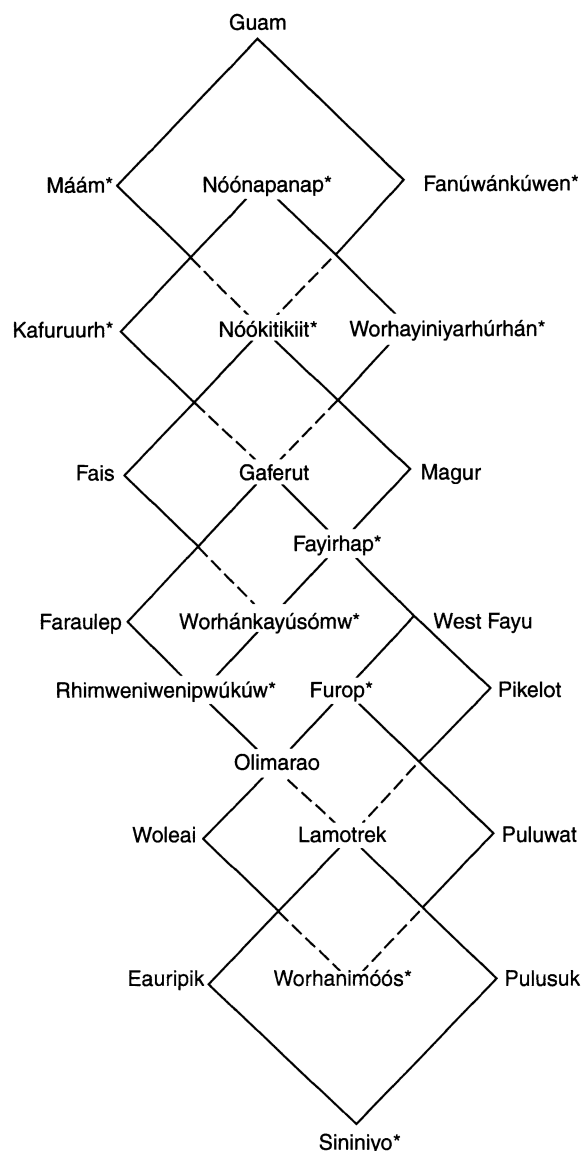 Guam
Máám*
Nóónapanap*
Fanúwánkúwen*
Kafuruurh*
Nóókitikiit*
Worhayiniyarhúrhán*
Fais
Gaferut
Magur
Fayirhap*
Faraulep
Worhánkayúsómw*
West Fayu
Rhimweniwenipwúkúw*
Furop*
Pikelot
Olimarao
Woleai
Lamotrek
Puluwat
Eauripik
Worhanimóós*
Pulusuk
Sininiyo*